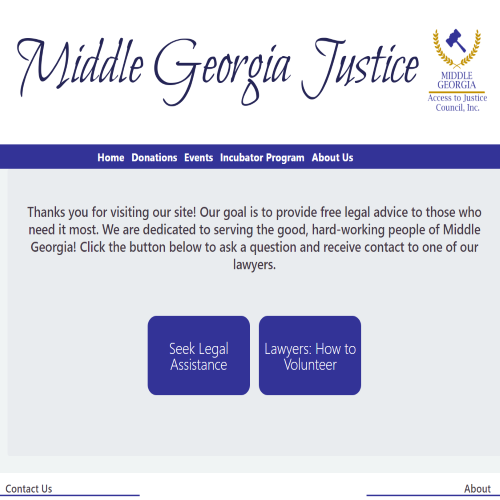 Middle Georgia Justice
MIDDLE
GEORGIA
Access to Justice
Council, Inc.
Home Donations Events Incubator Program About Us
Thanks you for visiting our site! Our goal is to provide free legal advice to those who
need it most. We are dedicated to serving the good, hard-working people of Middle
Georgia! Click the button below to ask a question and receive contact to one of our
lawyers.
Seek Legal
Assistance
Lawyers: How to
Volunteer
Contact Us
About